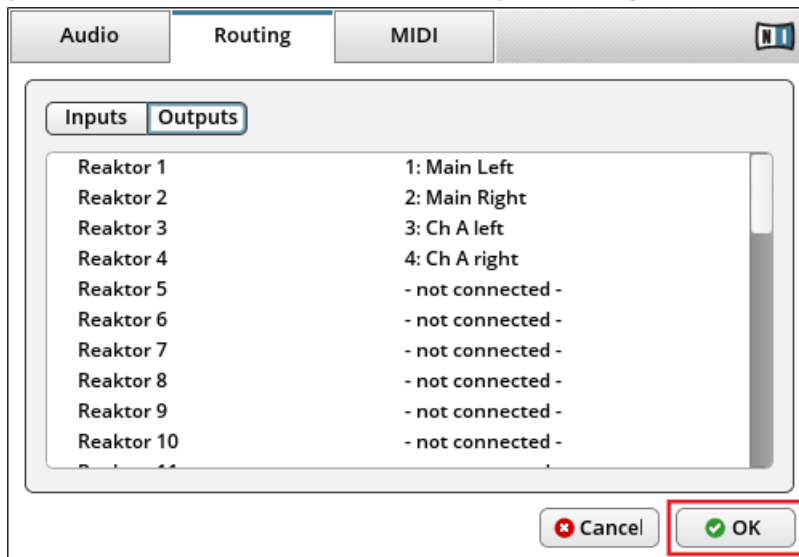 Audio Routing MIDI
Inputs Outputs
Reaktor 1 1: Main Left
Reaktor 2 2: Main Right
Reaktor 3 3: Ch A left
Reaktor 4 4: Ch A right
Reaktor 5 - not connected -
Reaktor 6 - not connected -
Reaktor 7 - not connected -
Reaktor 8 - not connected -
Reaktor 9 - not connected -
Reaktor 10 - not connected -
Cancel OK